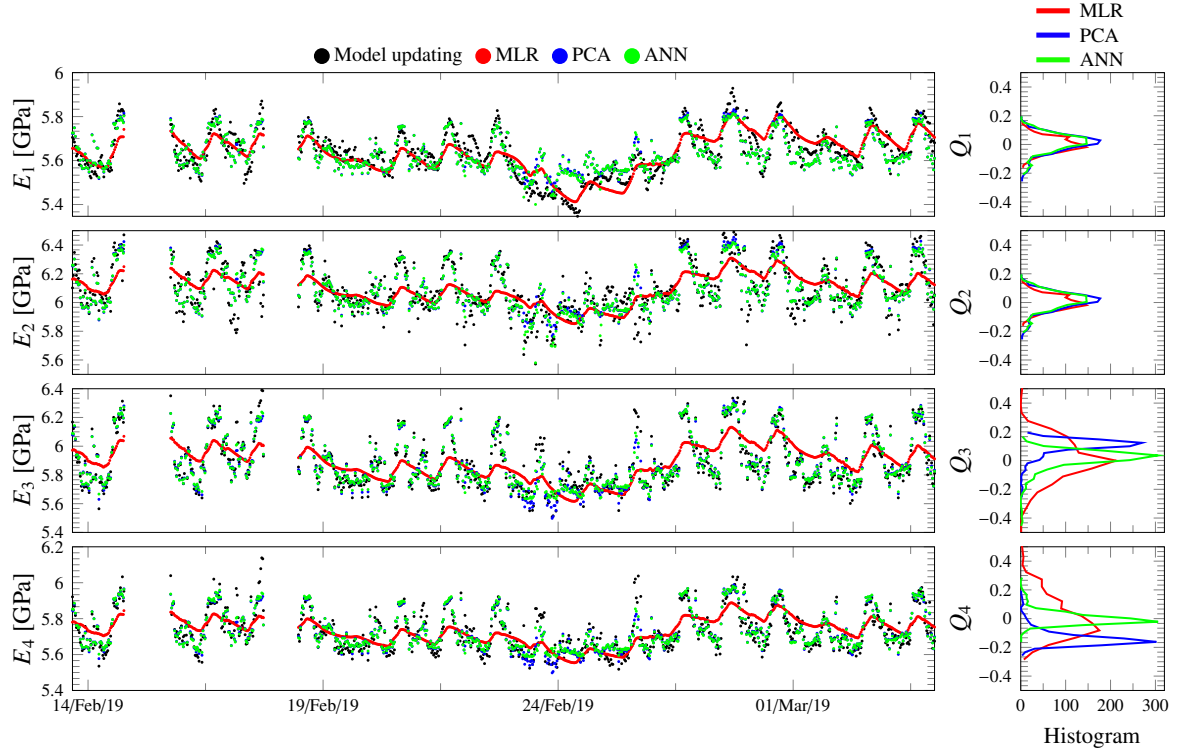 MLR
PCA
ANN
Model updating MLR PCA ANN
6
5.8
5.6
5.4
E1 [GPa]
0.4
0.2
0
−0.2
−0.4
Q1
6.4
6.2
6
5.8
5.6
E2 [GPa]
0.4
0.2
0
−0.2
−0.4
Q2
6.4
6.2
6
5.8
5.6
5.4
E3 [GPa]
0.4
0.2
0
−0.2
−0.4
Q3
6.2
6
5.8
5.6
5.4
E4 [GPa]
0.4
0.2
0
−0.2
−0.4
Q4
14/Feb/19 19/Feb/19 24/Feb/19 01/Mar/19
0 100 200 300
Histogram